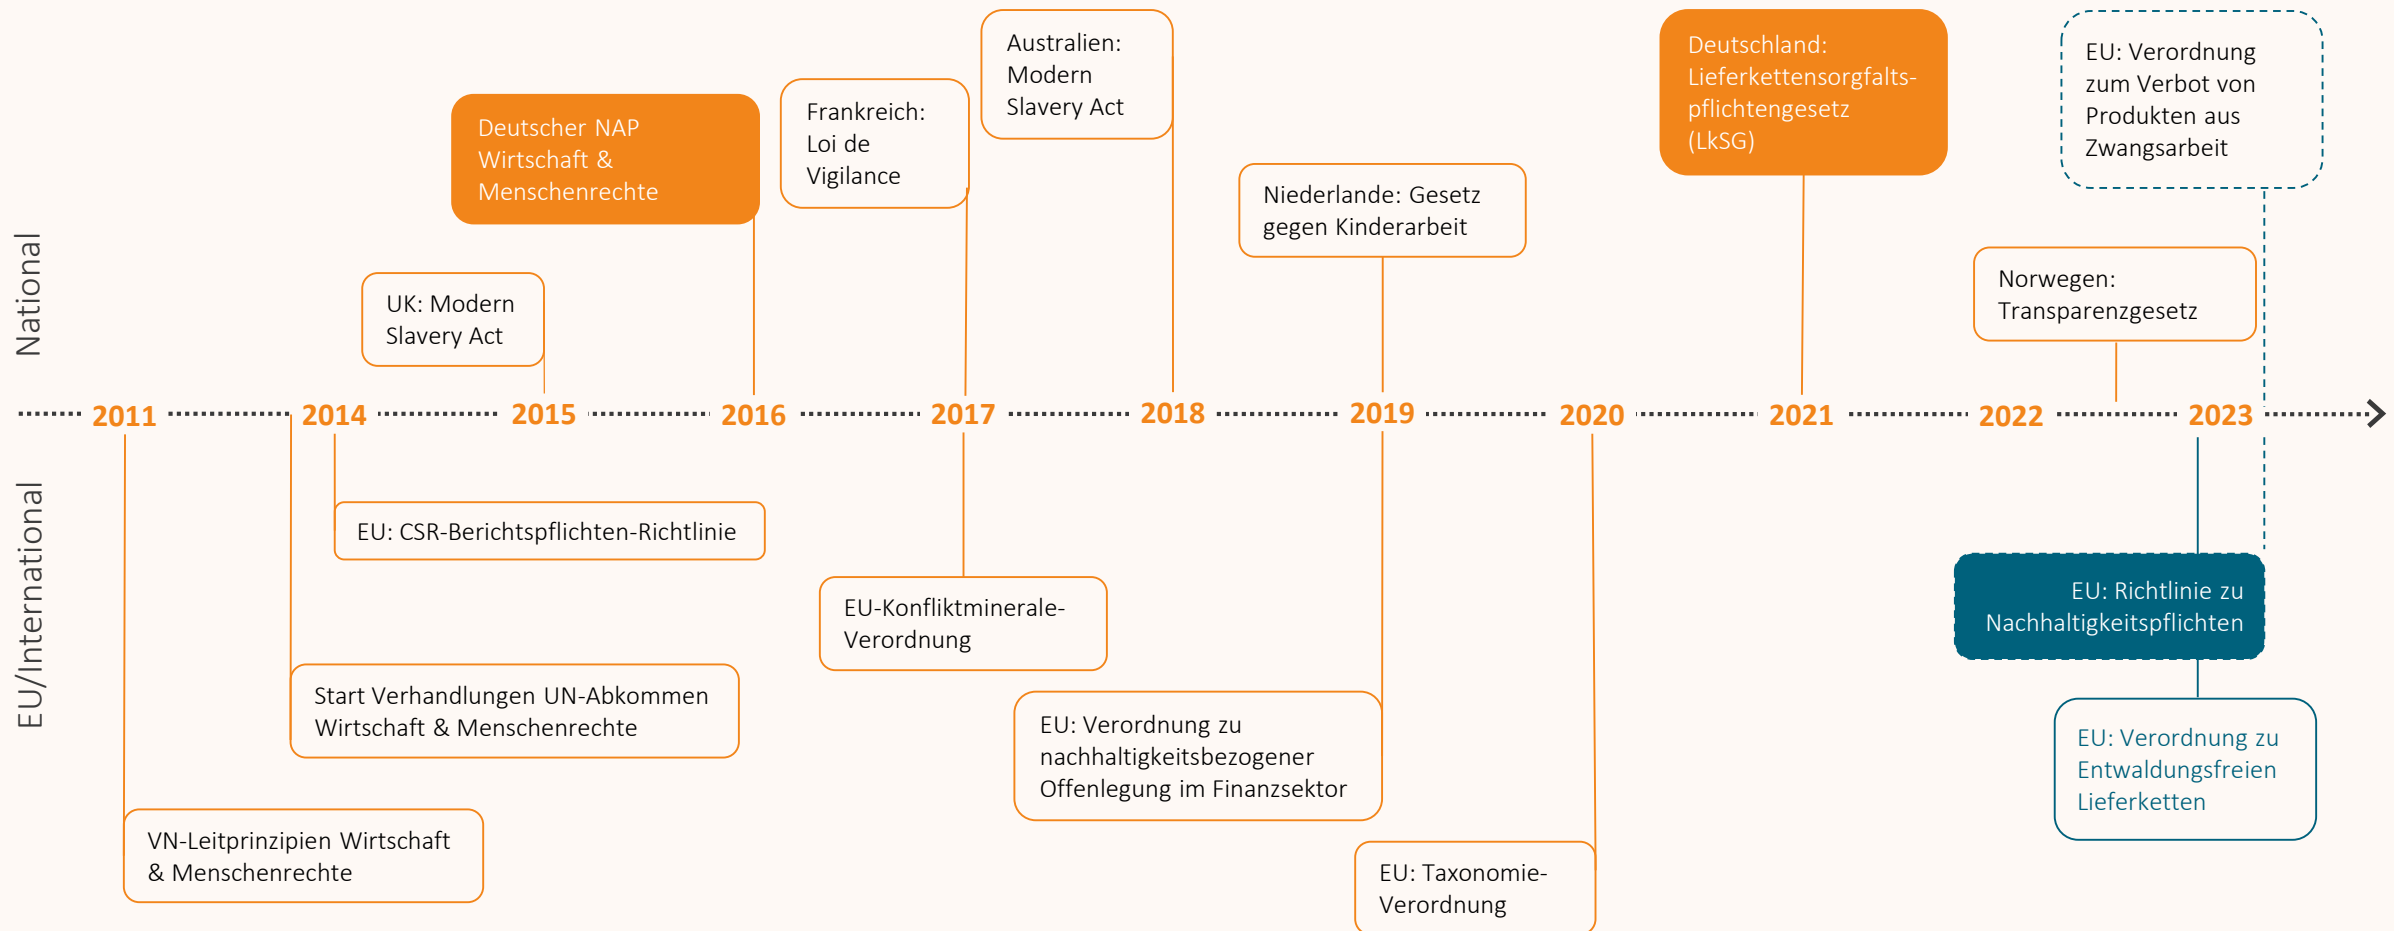 Australien:
Modern
Slavery Act
Deutschland:
Lieferkettensorgfalts-
pflichtengesetz
(LkSG)
EU: Verordnung
zum Verbot von
Produkten aus
Zwangsarbeit
Deutscher NAP
Wirtschaft &
Menschenrechte
Frankreich:
Loi de
Vigilance
Niederlande: Gesetz
gegen Kinderarbeit
National
UK: Modern
Slavery Act
Norwegen:
Transparenzgesetz
2011
2014
2015
2016
2017
2018
2019
2020
2021
2022
2023
EU/International
EU: CSR-Berichtspflichten-Richtlinie
EU-Konfliktminerale-
Verordnung
EU: Richtlinie zu
Nachhaltigkeitspflichten
Start Verhandlungen UN-Abkommen
Wirtschaft & Menschenrechte
EU: Verordnung zu
nachhaltigkeitsbezogener
Offenlegung im Finanzsektor
EU: Verordnung zu
Entwaldungsfreien
Lieferketten
VN-Leitprinzipien Wirtschaft
& Menschenrechte
EU: Taxonomie-
Verordnung